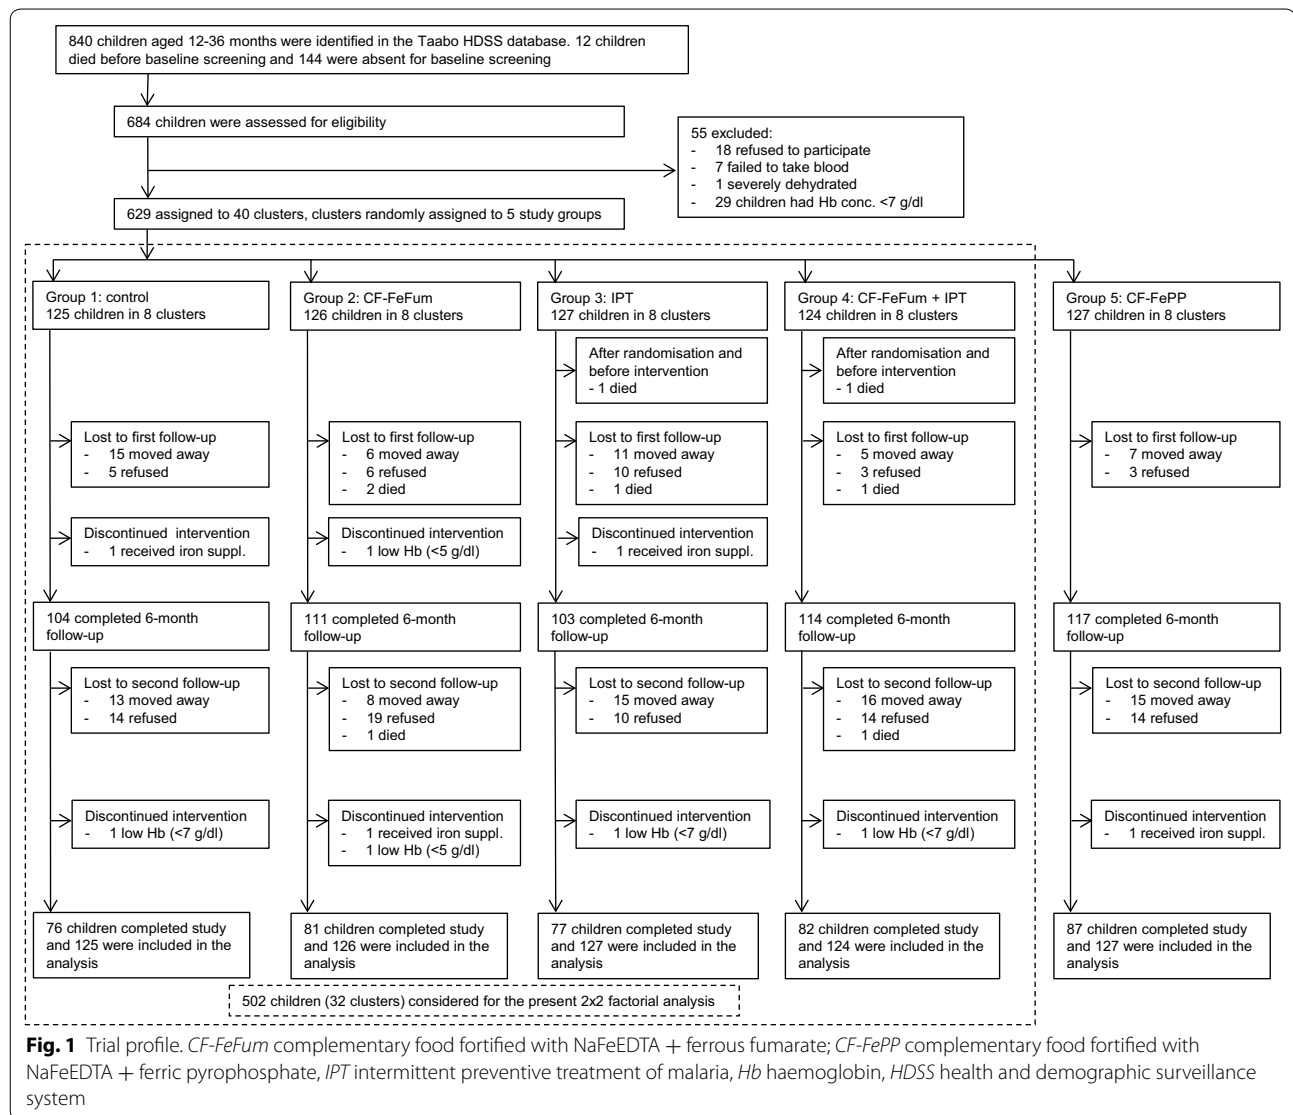 840 children aged 12-36 months were identified in the Taabo HDSS database. 12 children
died before baseline screening and 144 were absent for baseline screening
684 children were assessed for eligibility
55 excluded:
- 18 refused to participate
- 7 failed to take blood
- 1 severely dehydrated
- 29 children had Hb conc. <7 g/dl
629 assigned to 40 clusters, clusters randomly assigned to 5 study groups
Group 1: control
125 children in 8 clusters
Group 2: CF-FeFum
126 children in 8 clusters
Group 3: IPT
127 children in 8 clusters
Group 4: CF-FeFum + IPT
124 children in 8 clusters
Group 5: CF-FePP
127 children in 8 clusters
After randomisation and
before intervention
- 1 died
After randomisation and
before intervention
- 1 died
Lost to first follow-up
- 15 moved away
- 5 refused
Lost to first follow-up
- 6 moved away
- 6 refused
- 2 died
Lost to first follow-up
- 11 moved away
- 10 refused
- 1 died
Lost to first follow-up
- 5 moved away
- 3 refused
- 1 died
Lost to first follow-up
- 7 moved away
- 3 refused
Discontinued intervention
- 1 received iron suppl.
Discontinued intervention
- 1 low Hb (<5 g/dl)
Discontinued intervention
- 1 received iron suppl.
104 completed 6-month
follow-up
111 completed 6-month
follow-up
103 completed 6-month
follow-up
114 completed 6-month
follow-up
117 completed 6-month
follow-up
Lost to second follow-up
- 13 moved away
- 14 refused
Lost to second follow-up
- 8 moved away
- 19 refused
- 1 died
Lost to second follow-up
- 15 moved away
- 10 refused
Lost to second follow-up
- 16 moved away
- 14 refused
- 1 died
Lost to second follow-up
- 15 moved away
- 14 refused
Discontinued intervention
- 1 low Hb (<7 g/dl)
Discontinued intervention
- 1 received iron suppl.
- 1 low Hb (<5 g/dl)
Discontinued intervention
- 1 low Hb (<7 g/dl)
Discontinued intervention
- 1 low Hb (<7 g/dl)
Discontinued intervention
- 1 received iron suppl.
76 children completed study
and 125 were included in the
analysis
81 children completed study
and 126 were included in the
analysis
77 children completed study
and 127 were included in the
analysis
82 children completed study
and 124 were included in the
analysis
87 children completed study
and 127 were included in the
analysis
502 children (32 clusters) considered for the present 2x2 factorial analysis
Fig. 1 Trial profile. CF-FeFum complementary food fortified with NaFeEDTA + ferrous fumarate; CF-FePP complementary food fortified with
NaFeEDTA + ferric pyrophosphate, IPT intermittent preventive treatment of malaria, Hb haemoglobin, HDSS health and demographic surveillance
system